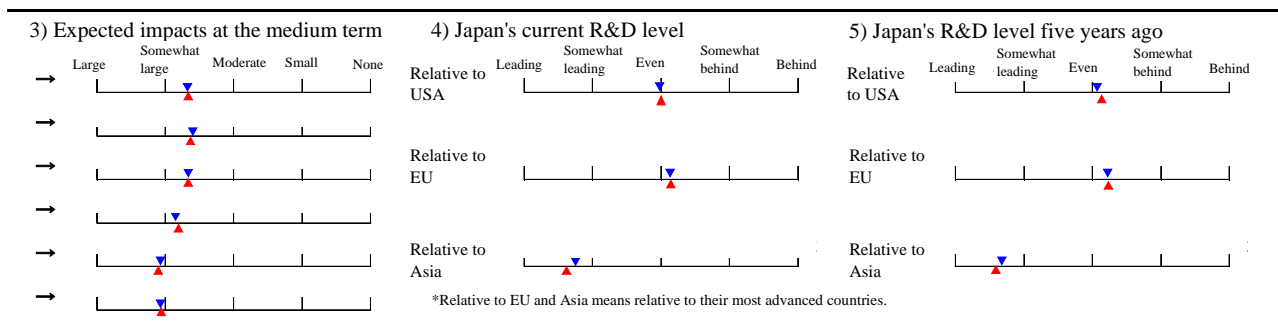 3) Expected impacts at the medium term
Large
Somewhat
large
Moderate
Small
None
4) Japan's current R&D level
Leading
Somewhat
leading
Even
Somewhat
behind
Behind
Relative to
USA
Relative to
EU
Relative to
Asia
*Relative to EU and Asia means relative to their most advanced countries.
5) Japan's R&D level five years ago
Leading
Somewhat
leading
Even
Somewhat
behind
Behind
Relative
to USA
Relative to
EU
Relative to
Asia